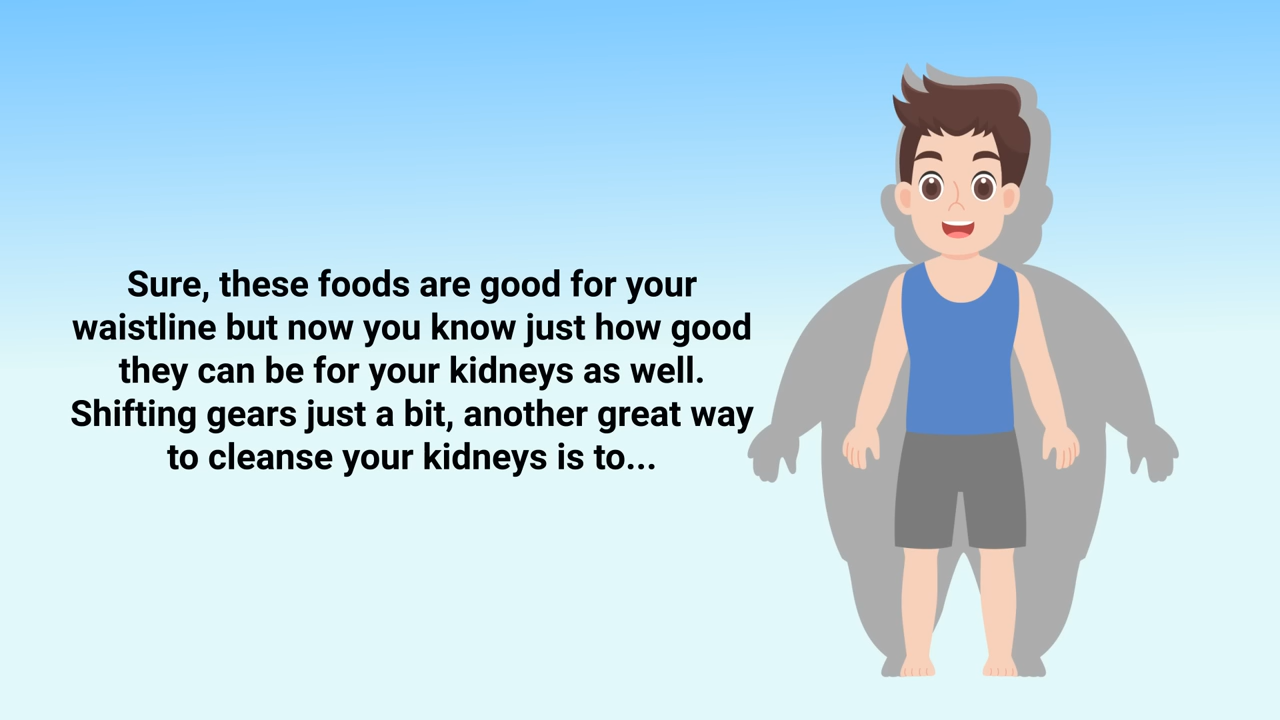 Sure, these foods are good for your
waistline but now you know just how good
they can be for your kidneys as well.
Shifting gears just a bit, another great way
to cleanse your kidneys is to...